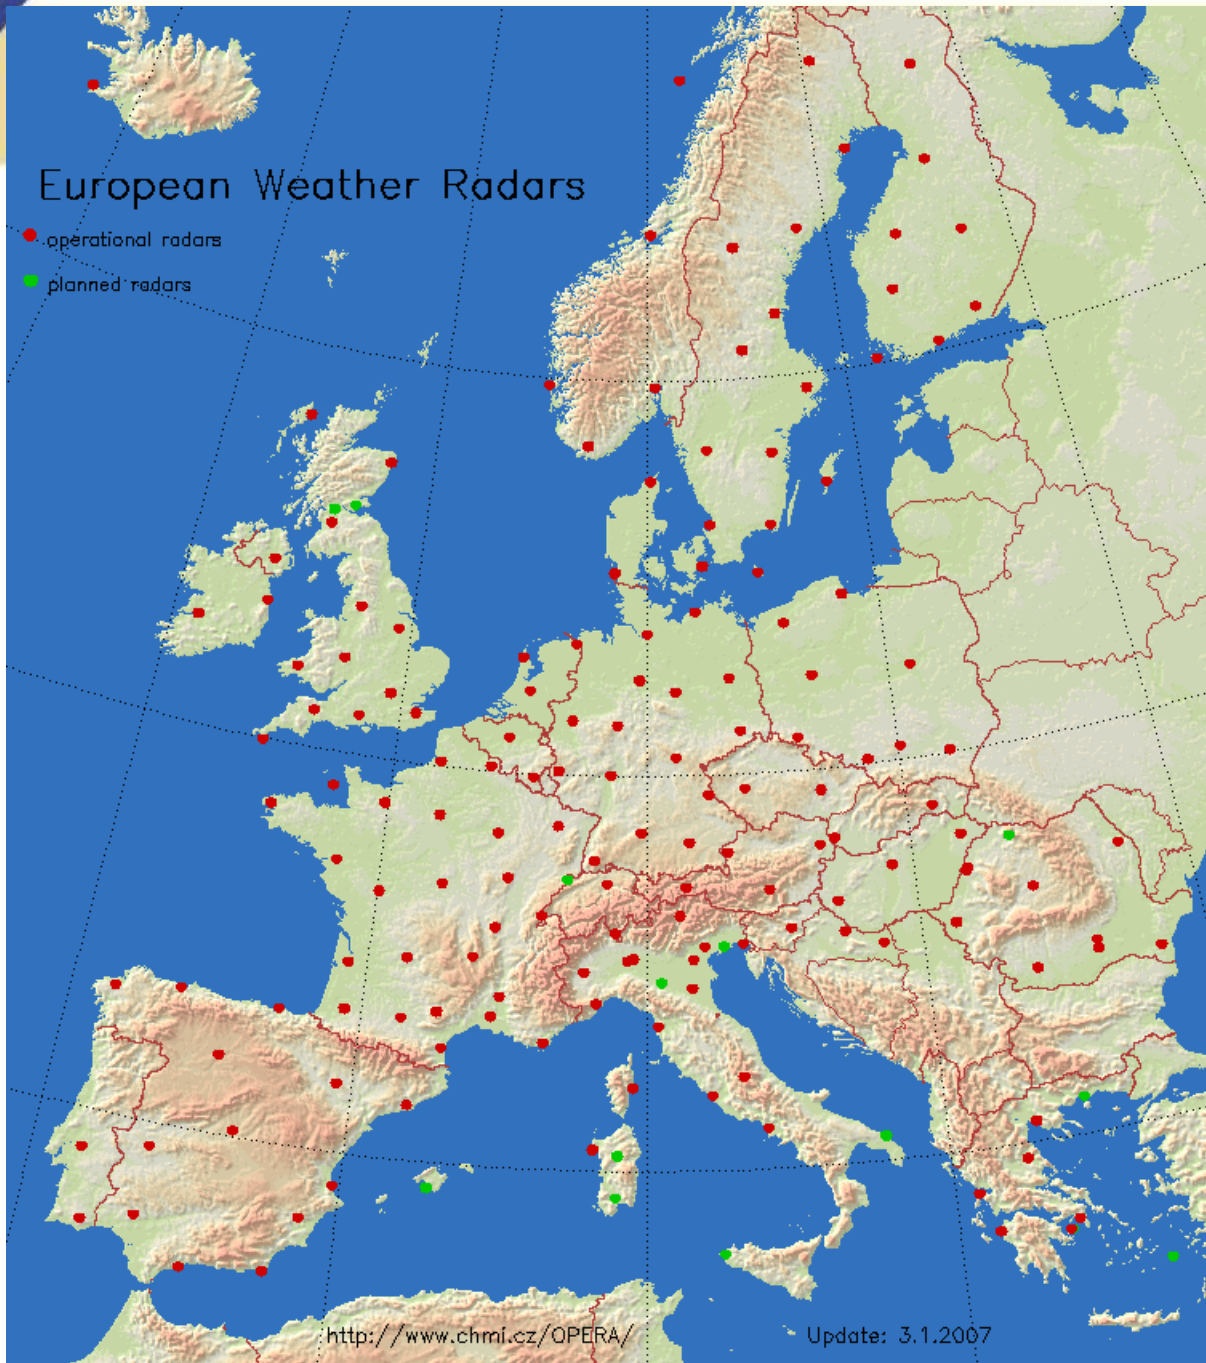 European Weather Radars
operational radars
planned radars
http://www.chmi.cz/OPERA/
Update: 3.1.2007